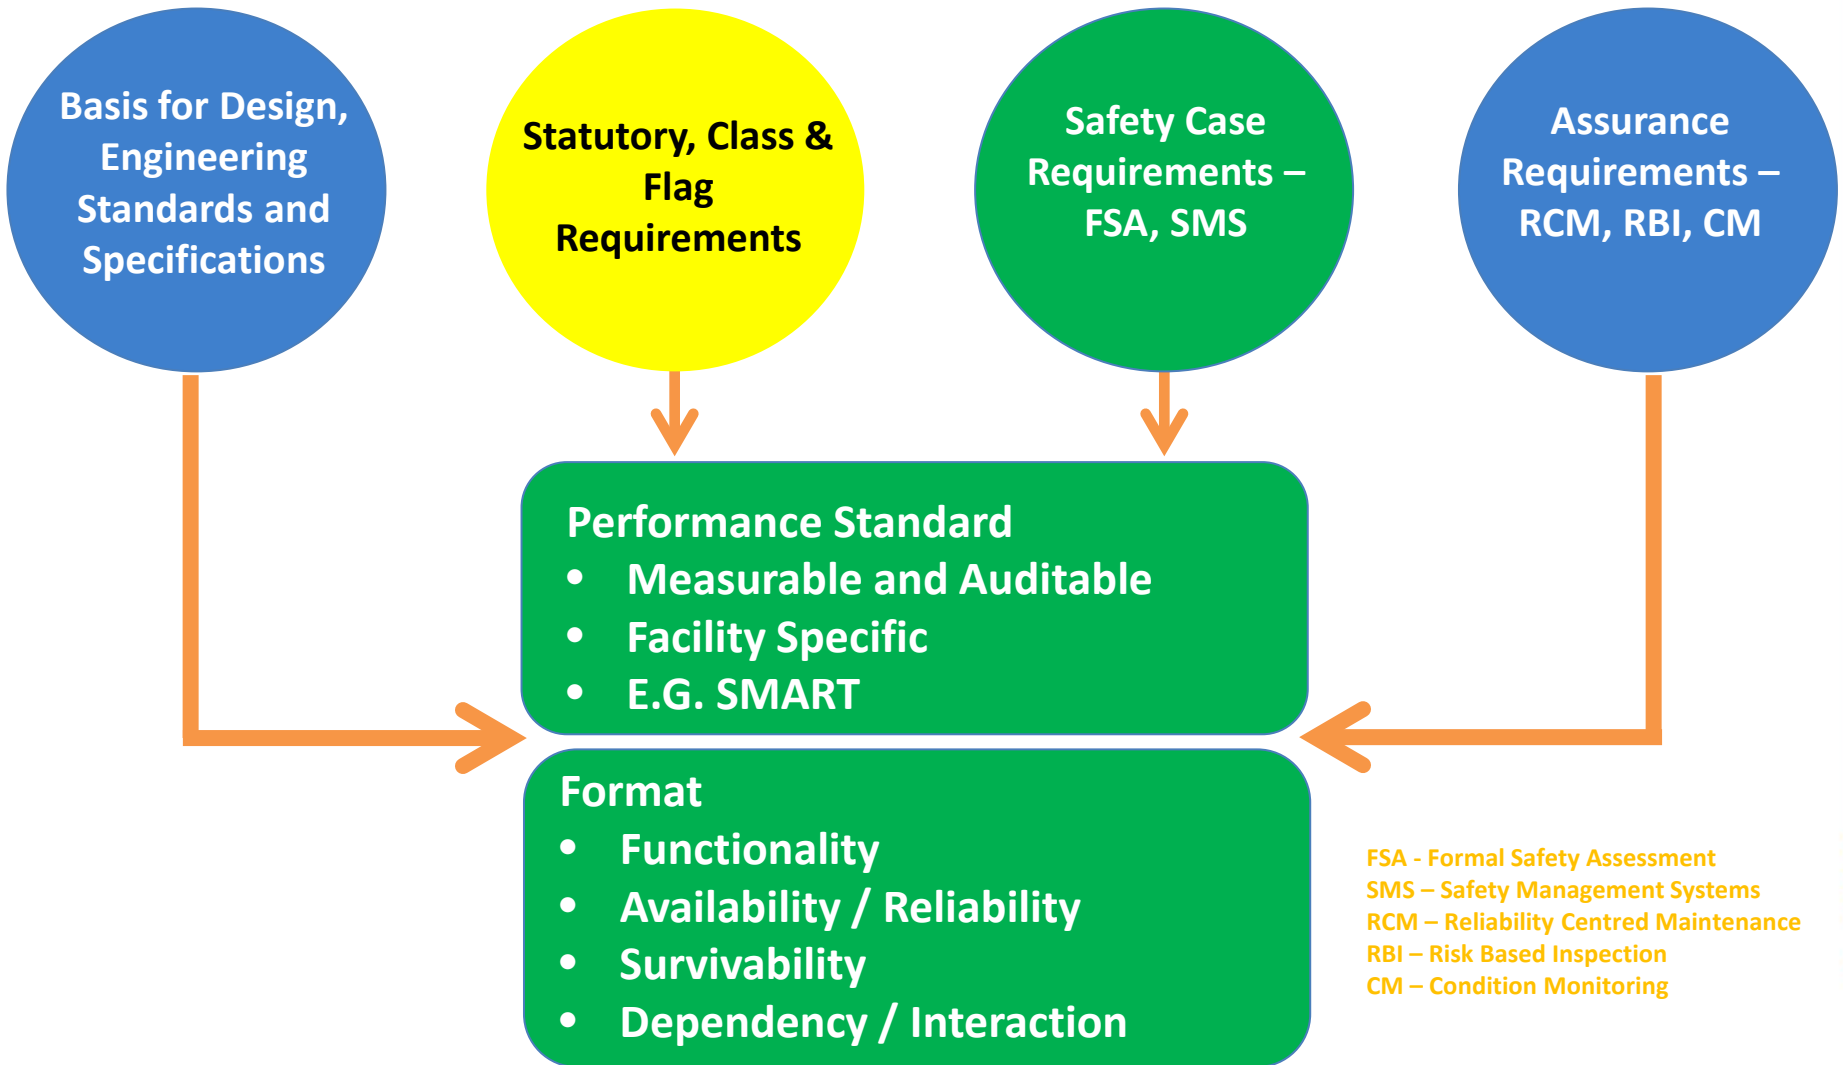 Basis for Design,
Engineering
Standards and
Specifications
Statutory, Class &
Flag
Requirements
Safety Case
Requirements –
FSA, SMS
Assurance
Requirements –
RCM, RBI, CM
Performance Standard
• Measurable and Auditable
• Facility Specific
• E.G. SMART
Format
• Functionality
• Availability / Reliability
• Survivability
• Dependency / Interaction
FSA - Formal Safety Assessment
SMS – Safety Management Systems
RCM – Reliability Centred Maintenance
RBI – Risk Based Inspection
CM – Condition Monitoring